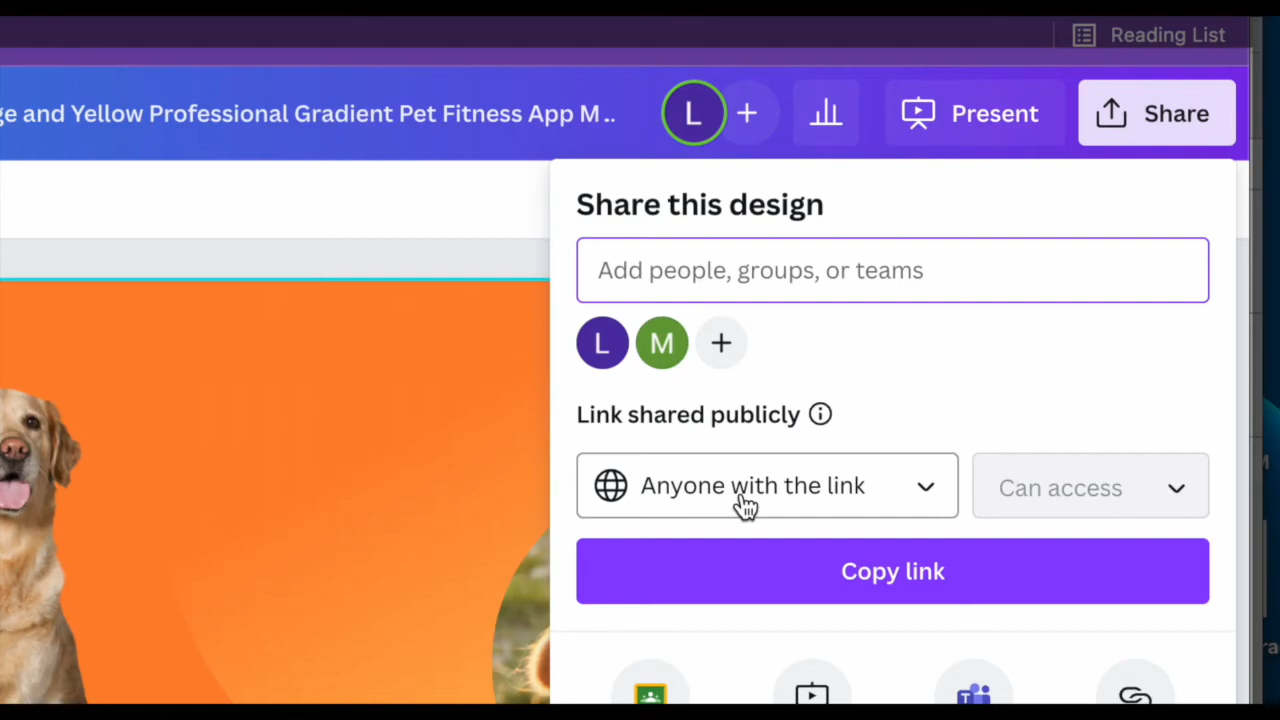 Reading List
ge and Yellow Professional Gradient Pet Fitness App M ..
L
+
Present
Share
Share this design
Add people, groups, or teams
L
M
+
Link shared publicly
Anyone with the link
Can access
Copy link